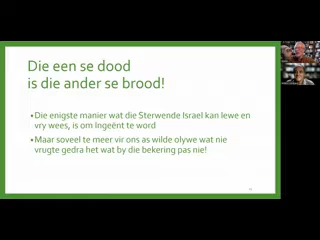 Die een se dood
is die ander se brood!
▪Die enigste manier wat die Sterwende Israel kan lewe en
vry wees, is om Ingeënt te word
▪Maar soveel te meer vir ons as wilde olywe wat nie
vrugte gedra het wat by die bekering pas nie!